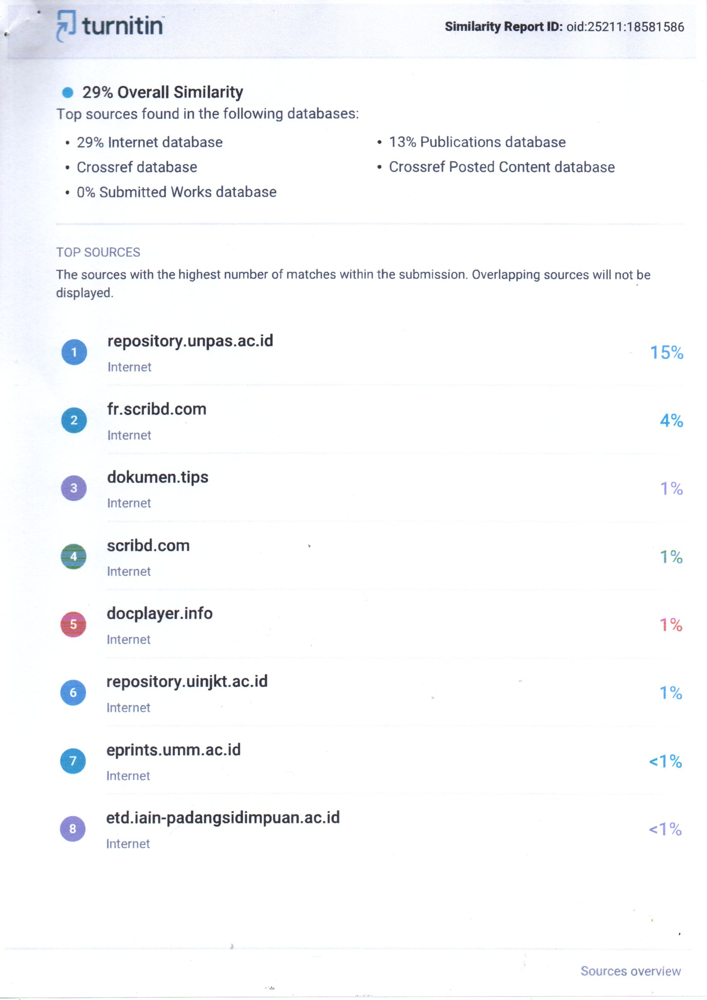 turnitin
Similarity Report ID: oid:25211:18581586
29% Overall Similarity
Top sources found in the following databases:
• 29% Internet database
• 13% Publications database
• Crossref database
• Crossref Posted Content database
• 0% Submitted Works database
TOP SOURCES
The sources with the highest number of matches within the submission. Overlapping sources will not be
displayed.
1
repository.unpas.ac.id
15%
Internet
2
fr.scribd.com
4%
Internet
3
dokumen.tips
1%
Internet
4
scribd.com
1%
Internet
5
docplayer.info
1%
Internet
6
repository.uinjkt.ac.id
1%
Internet
7
eprints.umm.ac.id
<1%
Internet
8
etd.iain-padangsidimpuan.ac.id
<1%
Internet
Sources overview